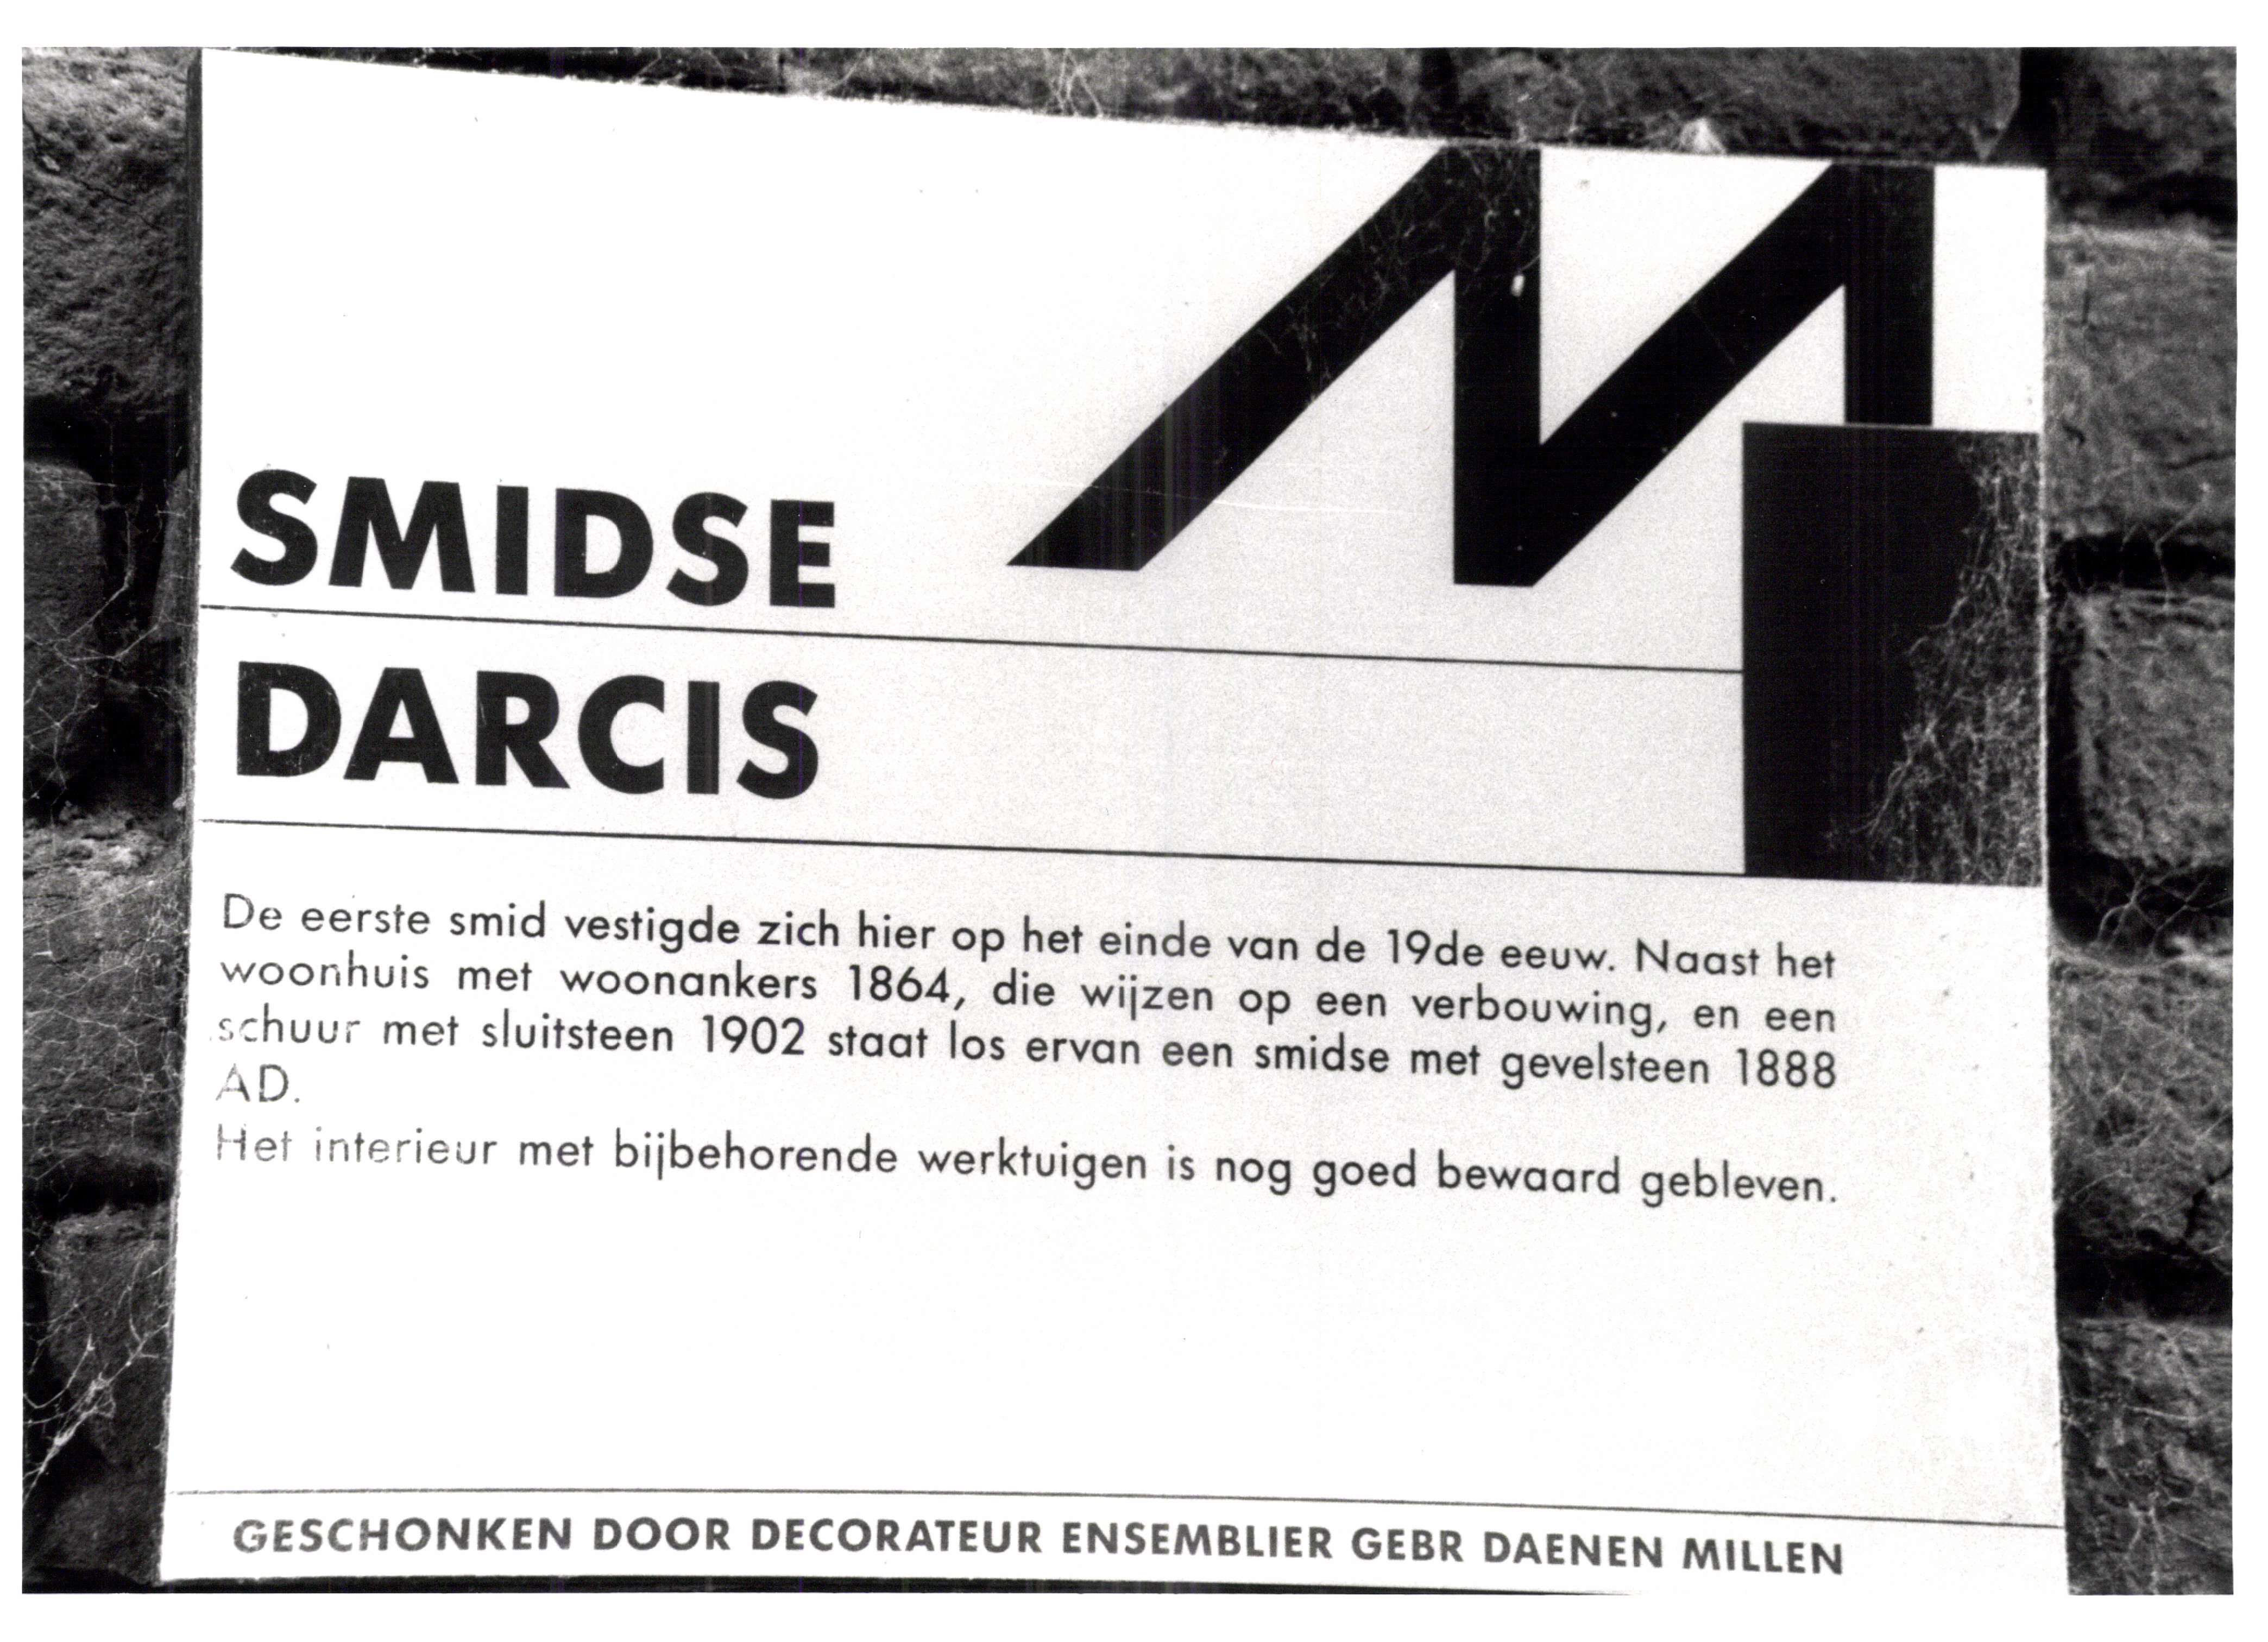 SMIDSE
DARCIS
De eerste smid vestigde zich hier op het einde van de 19de eeuw. Naast het
woonhuis met woonankers 1864, die wijzen op een verbouwing, en een
schuur met sluitsteen 1902 staat los ervan een smidse met gevelsteen 1888
AD.
Het interieur met bijbehorende werktuigen is nog goed bewaard gebleven.
GESCHONKEN DOOR DECORATEUR ENSEMBLIER GEBR DAENEN MILLEN